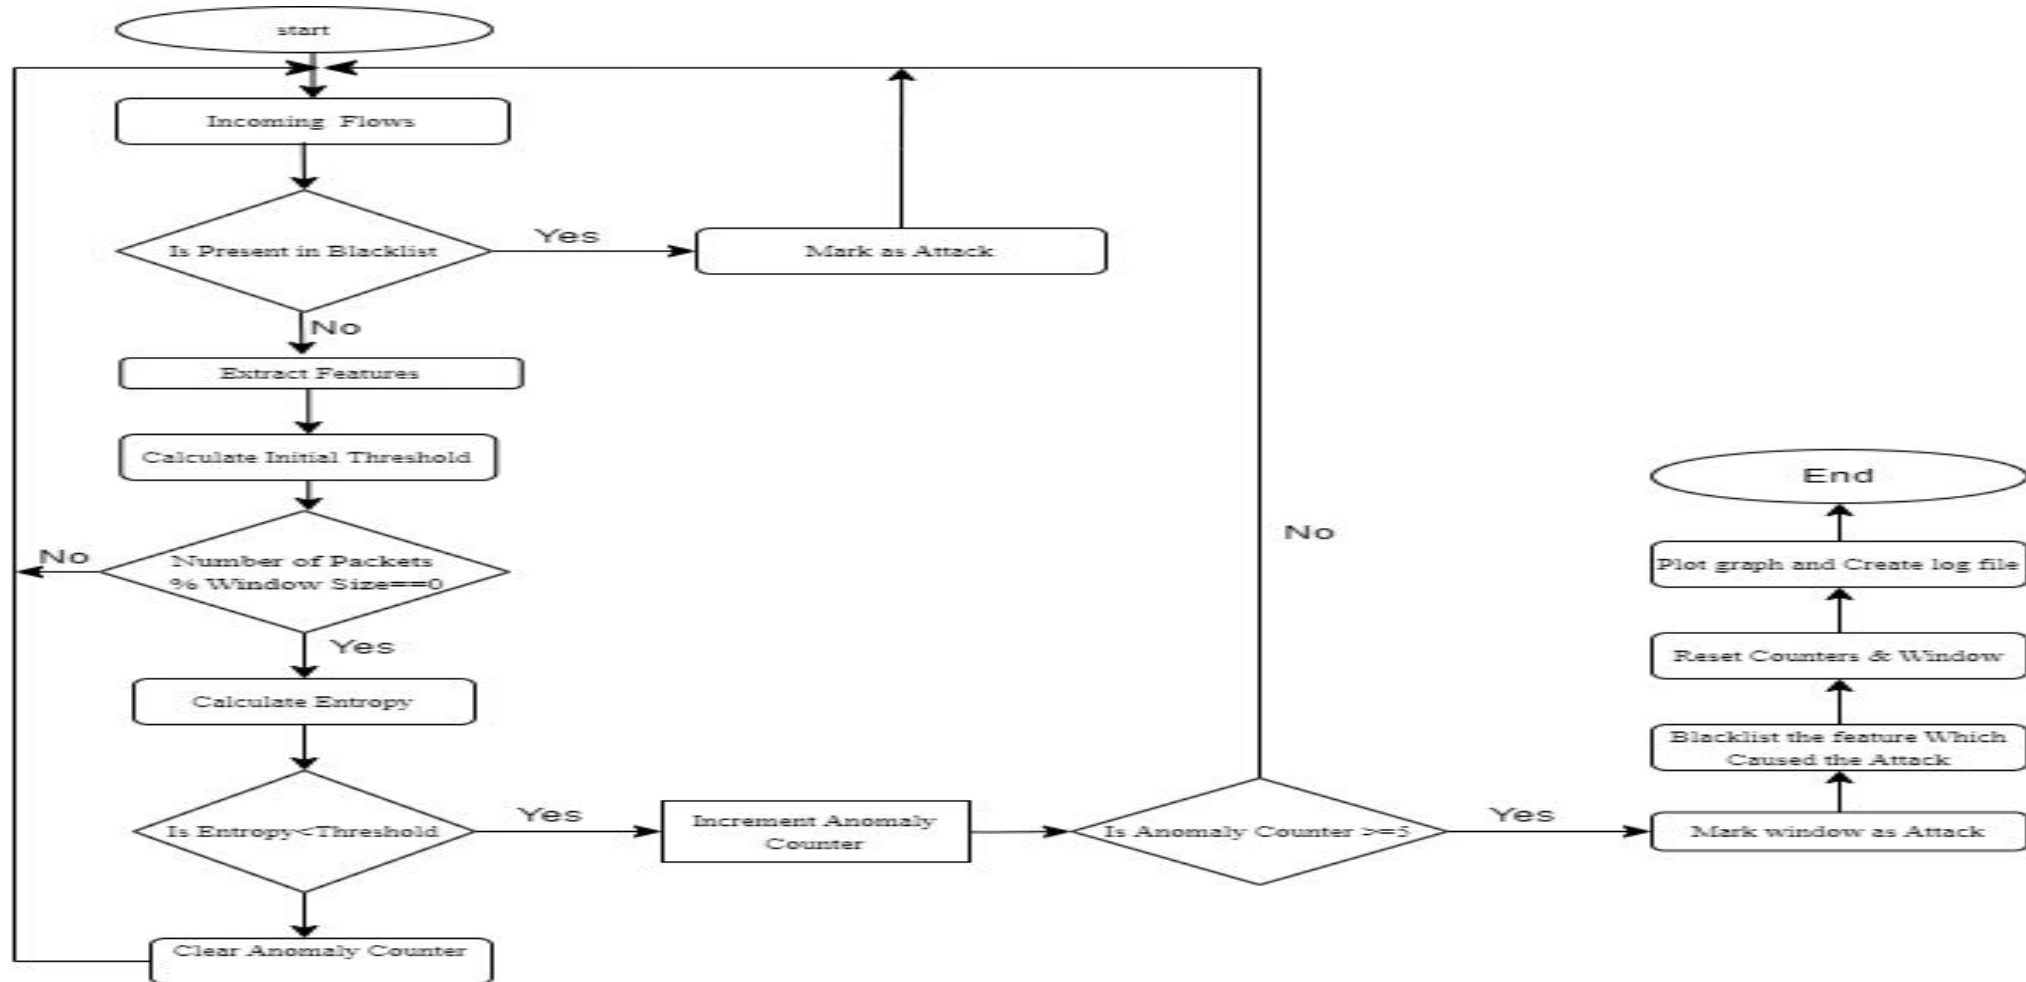 start
Incoming Flows
Is Present in Blacklist
Yes
Mark as Attack
No
Extract Features
Calculate Initial Threshold
Number of Packets
% Window Size==0
No
Yes
Calculate Entropy
Is Entropy<Threshold
Yes
Increment Anomaly
Counter
Clear Anomaly Counter
Is Anomaly Counter >=5
No
Yes
Mark window as Attack
Blacklist the feature Which
Caused the Attack
Reset Counters & Window
Plot graph and Create log file
End